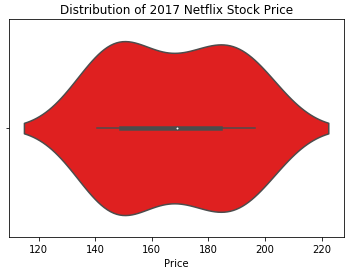 Distribution of 2017 Netflix Stock Price
120 140 160 180 200 220
Price